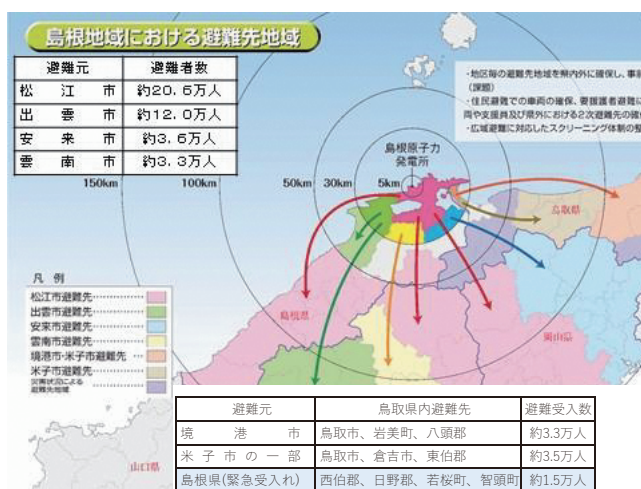 島根地域における避難先地域
避難元 避難者数
松江市 約20.6万人
出雲市 約12.0万人
安来市 約3.6万人
雲南市 約3.3万人
・地区毎の避難先地域を県内外に確保し、事前
(課題)
・住民避難での車両の確保、要援護者避難に
両や支援員及び県外における2次避難先の確
・広域避難に対応したスクリーニング体制の整
島根原子力
発電所
150km 100km 50km 30km 5km
鳥取県
島根県
岡山県
山口県
凡例
松江市避難先
出雲市避難先
安来市避難先
雲南市避難先
境港市・米子市避難先
米子市避難先
災害状況による
避難先地域
避難元 鳥取県内避難先 避難受入数
境港市 鳥取市、岩美町、八頭郡 約3.3万人
米子市の一部 鳥取市、倉吉市、東伯郡 約3.5万人
島根県(緊急受入れ) 西伯郡、日野郡、若桜町、智頭町 約1.5万人